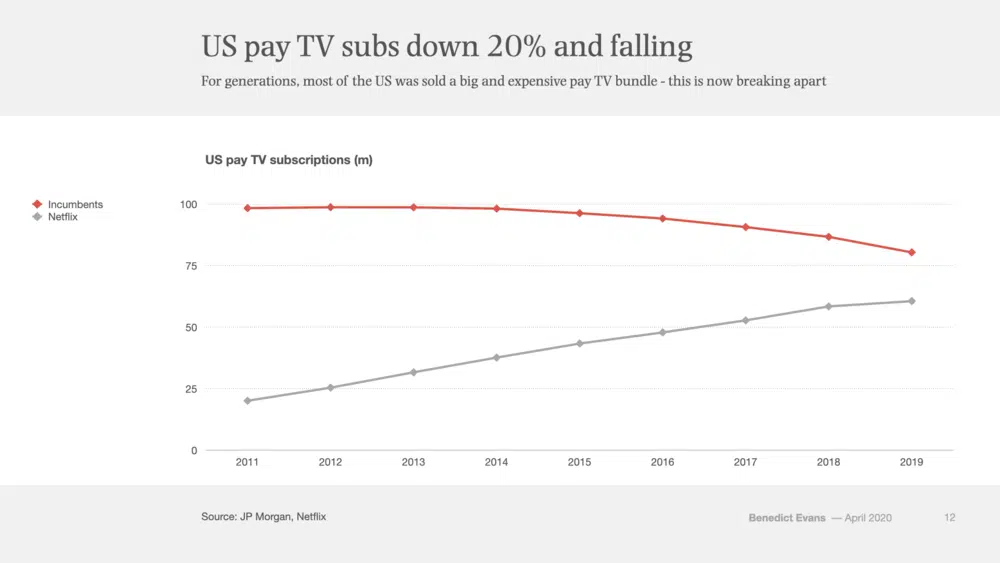 US pay TV subs down 20% and falling
For generations, most of the US was sold a big and expensive pay TV bundle - this is now breaking apart
US pay TV subscriptions (m)
Incumbents
Netflix
100
75
50
25
0
2011 2012 2013 2014 2015 2016 2017 2018 2019
Source: JP Morgan, Netflix
Benedict Evans — April 2020 12